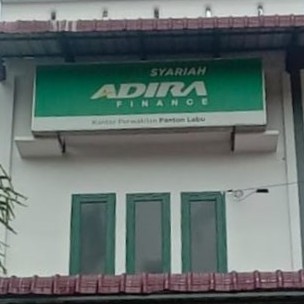 SYARIAH
ADIRA
FINANCE
Kantor Perwakilan Panton Labu